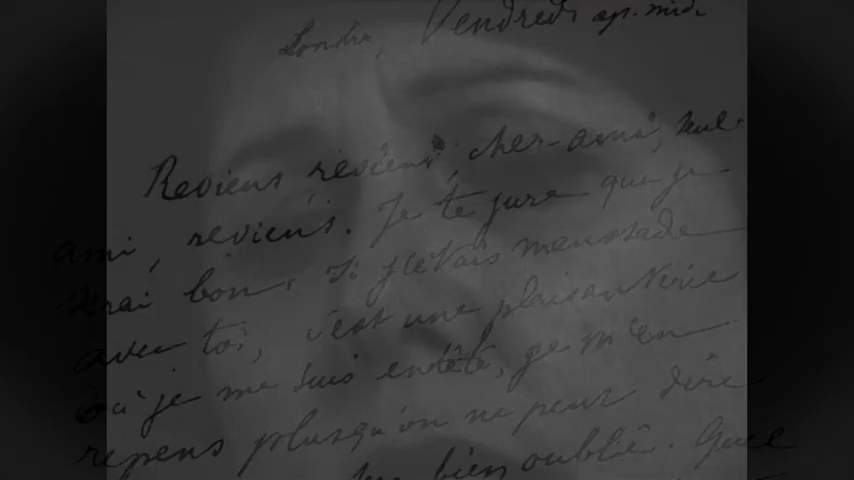 Londres, Vendredi ap. midi
Reviens, reviens, cher ami, seul
ami, reviens. Je te jure que je
serai bon. Si j'étais maussade
avec toi, c'est une plaisanterie
où je me suis entêté, je m'en
repens plus qu'on ne peut dire
bien oublié. Quel